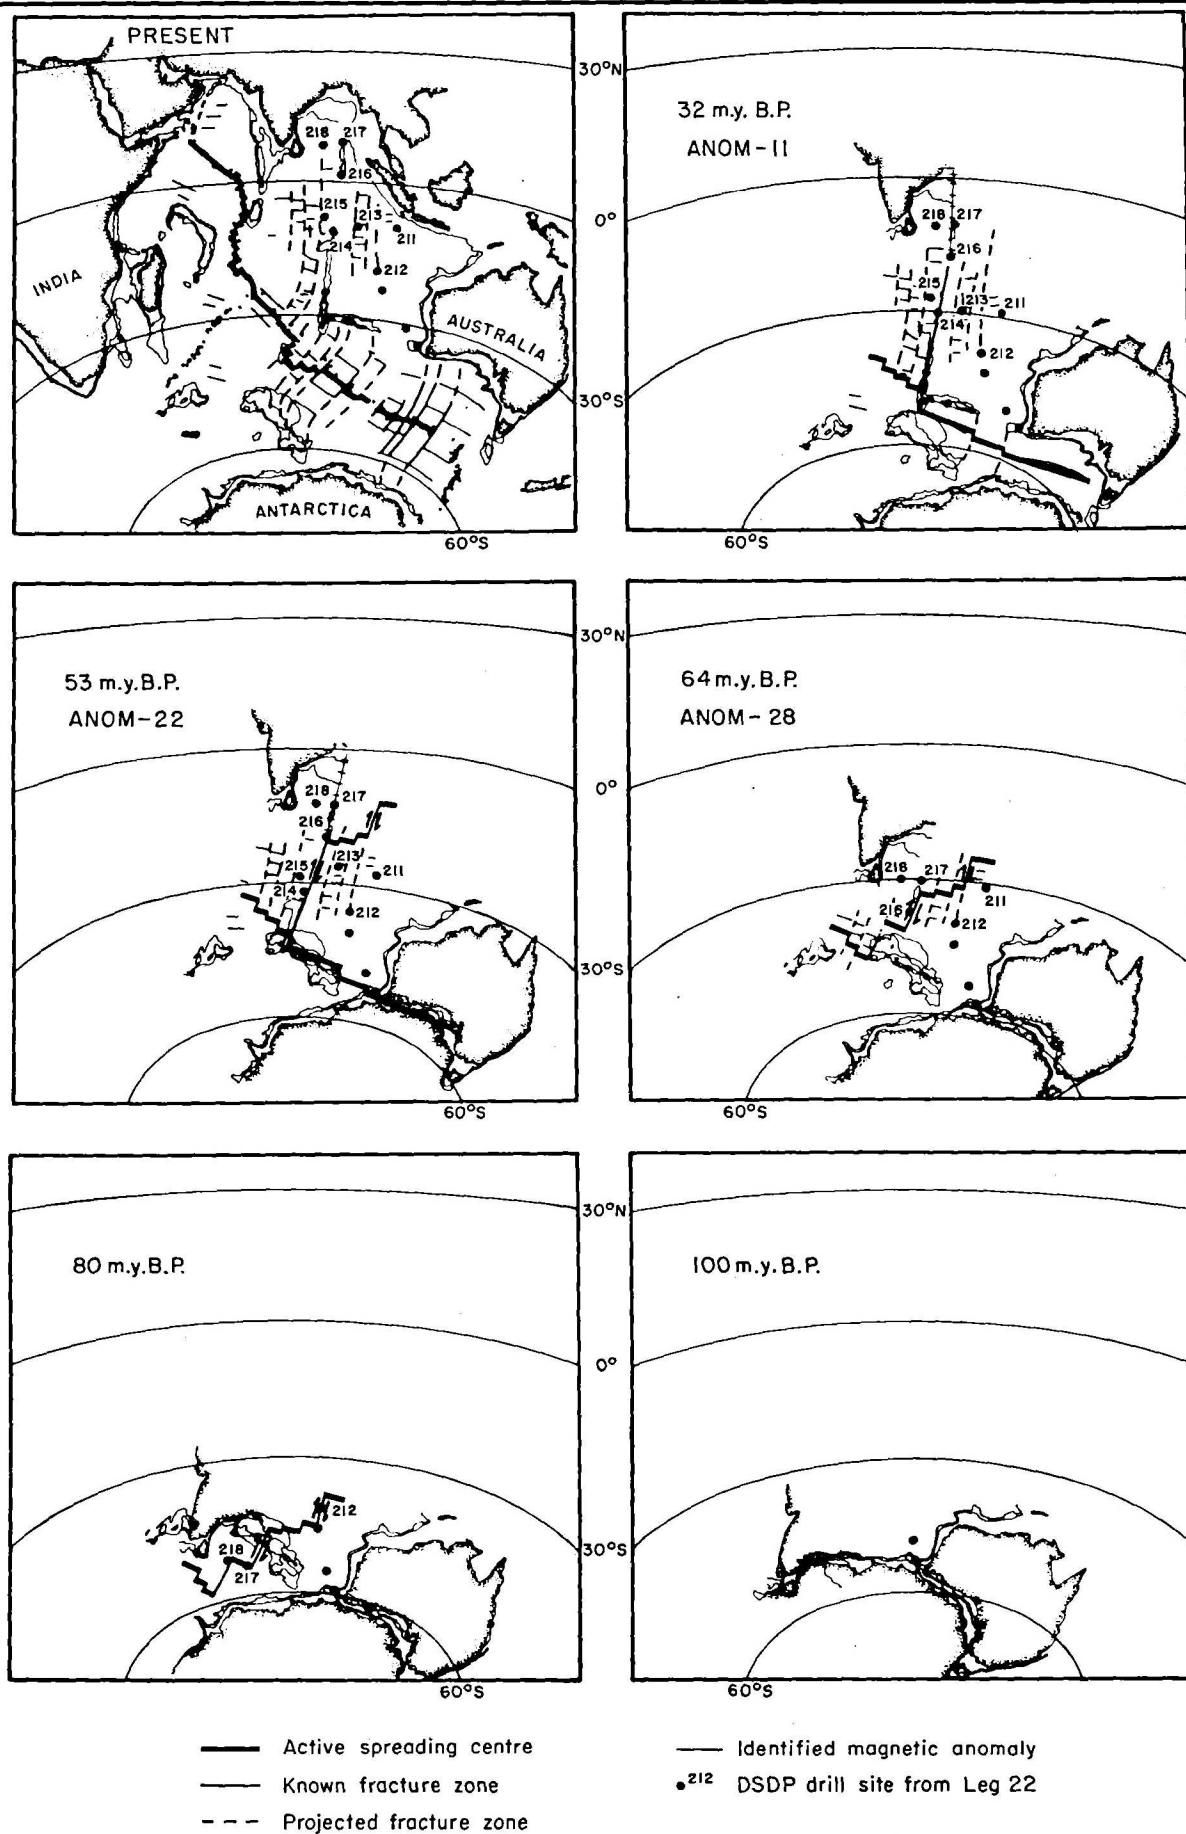 PRESENT
218 217
216
215 213
214 211
212
INDIA
AUSTRALIA
ANTARCTICA
60°S
30°N
0°
30°S
32 m.y. B.P.
ANOM-11
218 217
216
215 213 211
214
212
60°S
53 m.y.B.P.
ANOM-22
218 217
216
215 213
214 211
212
60°S
30°N
0°
30°S
64 m.y.B.P.
ANOM-28
218 217
211
216
212
60°S
80 m.y.B.P.
212
218
217
60°S
30°N
0°
30°S
100 m.y.B.P.
60°S
Active spreading centre
Known fracture zone
Projected fracture zone
Identified magnetic anomaly
212 DSDP drill site from Leg 22